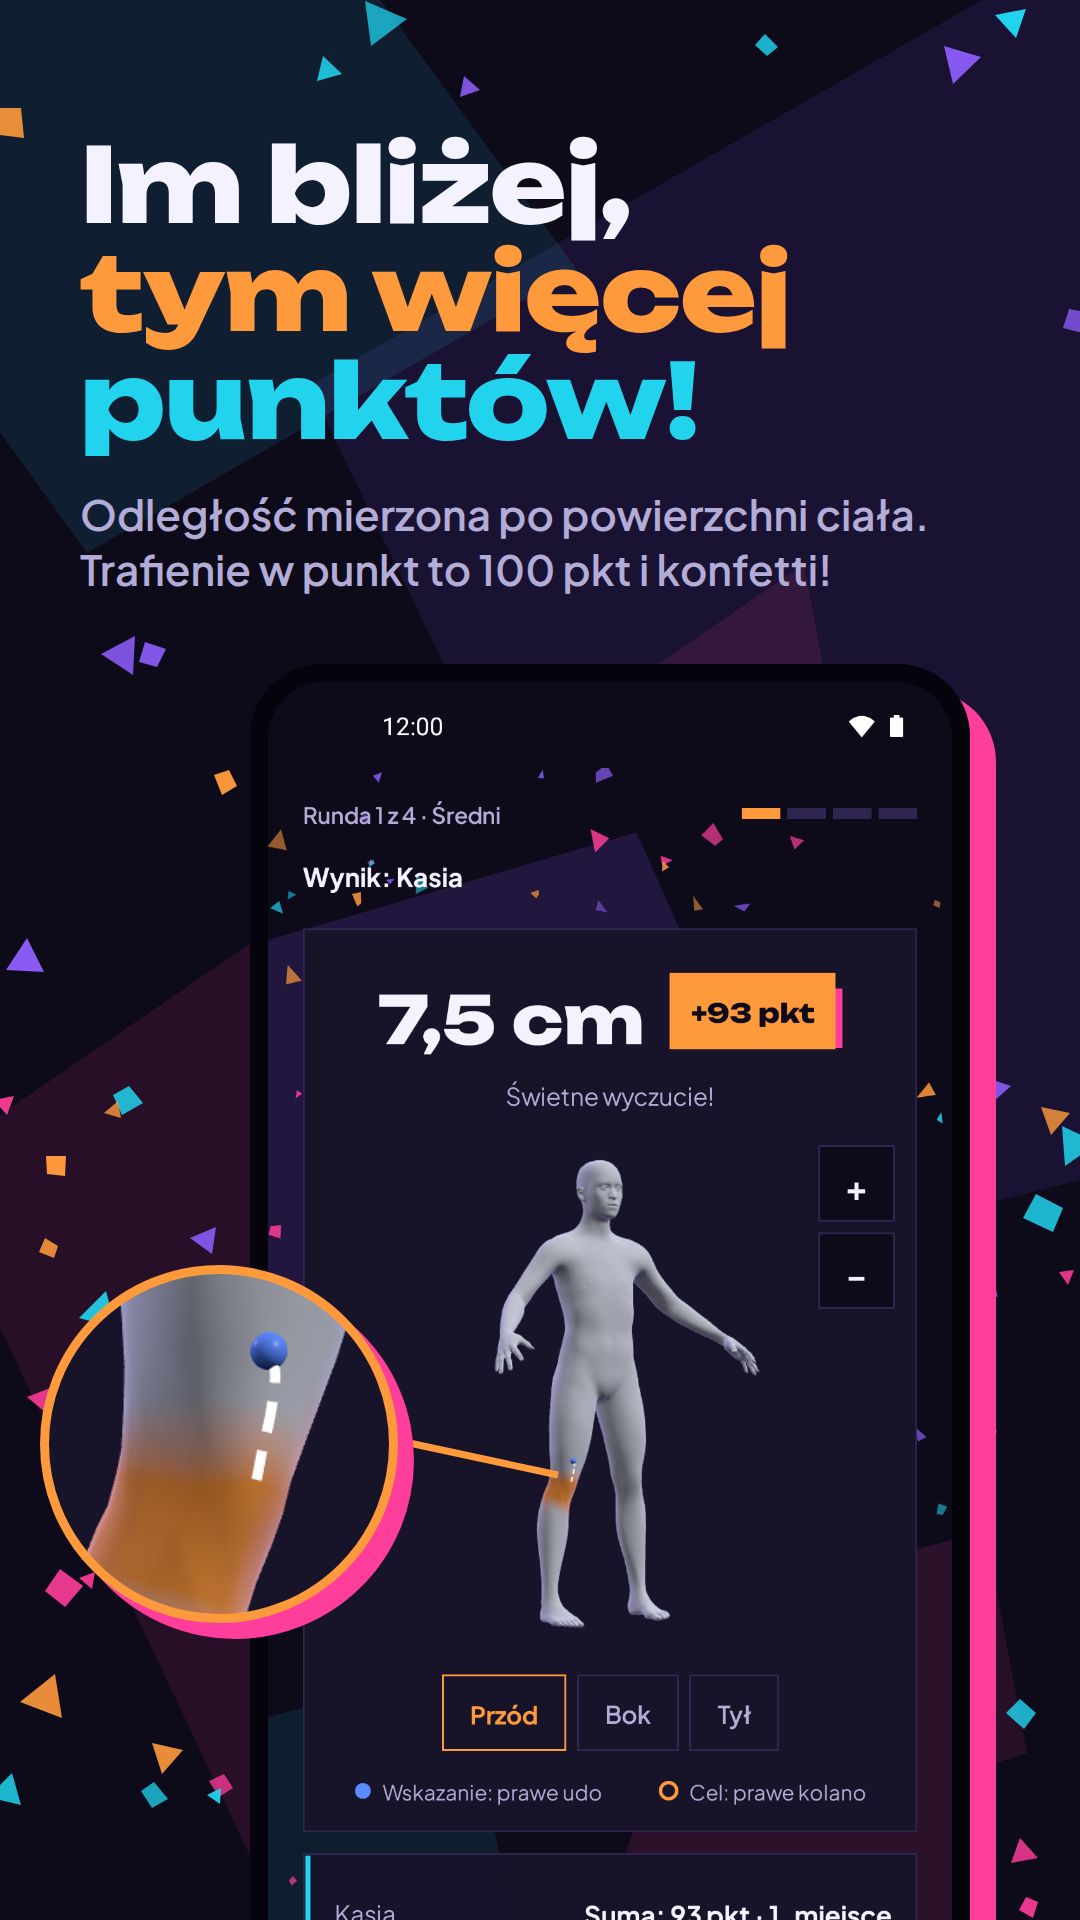 Im bliżej,
tym więcej
punktów!
Odległość mierzona po powierzchni ciała.
Trafienie w punkt to 100 pkt i konfetti!
12:00
Runda 1 z 4 · Średni
Wynik: Kasia
7,5 cm
+93 pkt
Świetne wyczucie!
+
−
Przód
Bok
Tył
Wskazanie: prawe udo
Cel: prawe kolano
Kasia
Suma: 93 pkt · 1. miejsce